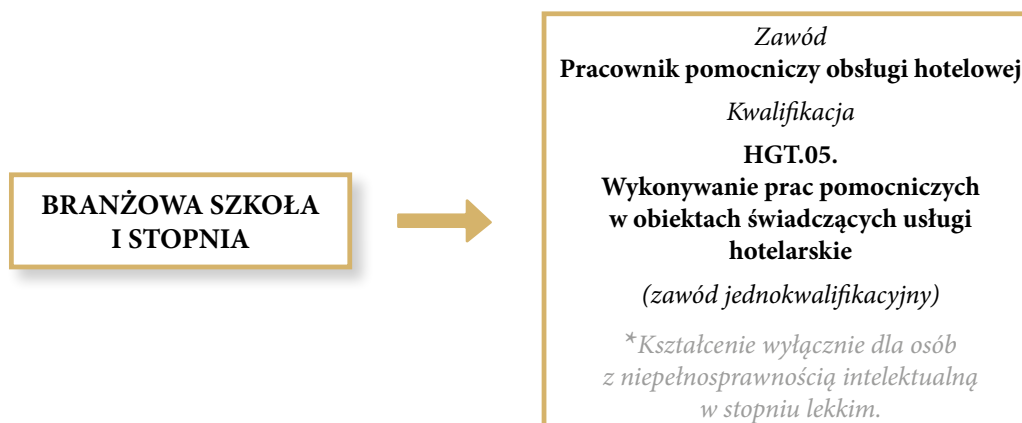 BRANŻOWA SZKOŁA
I STOPNIA
Zawód
Pracownik pomocniczy obsługi hotelowej
Kwalifikacja
HGT.05.
Wykonywanie prac pomocniczych
w obiektach świadczących usługi
hotelarskie
(zawód jednokwalifikacyjny)
*Kształcenie wyłącznie dla osób
z niepełnosprawnością intelektualną
w stopniu lekkim.